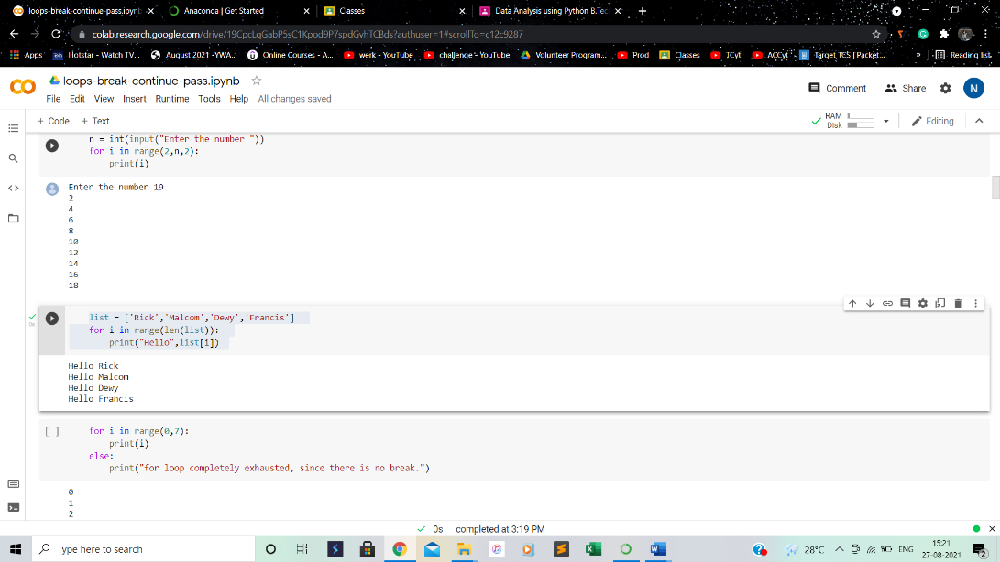 loops-break-continue-pass.ipynb
Anaconda | Get Started
Classes
Data Analysis using Python B.Tec
colab.research.google.com/drive/19CpcLqGabP5sC1Kpod9P7spdGvhTCBds?authuser=1#scrollTo=c12c9287
Apps
Hotstar - Watch TV...
August 2021 -YWA...
Online Courses - A...
werk - YouTube
challenge - YouTube
Volunteer Program...
Prod
Classes
JCyt
ACCyt
Target TCS | Packet...
»
Reading list
loops-break-continue-pass.ipynb
File Edit View Insert Runtime Tools Help All changes saved
Comment
Share
N
+ Code + Text
RAM
Disk
Editing
n = int(input("Enter the number "))
for i in range(2,n,2):
print(i)
Enter the number 19
2
4
6
8
10
12
14
16
18
0s
list = ['Rick','Malcom','Dewy','Francis']
for i in range(len(list)):
print("Hello",list[i])
Hello Rick
Hello Malcom
Hello Dewy
Hello Francis
[ ]
for i in range(0,7):
print(i)
else:
print("for loop completely exhausted, since there is no break.")
0
1
2
0s completed at 3:19 PM
Type here to search
28°C
ENG
15:21
27-08-2021
2